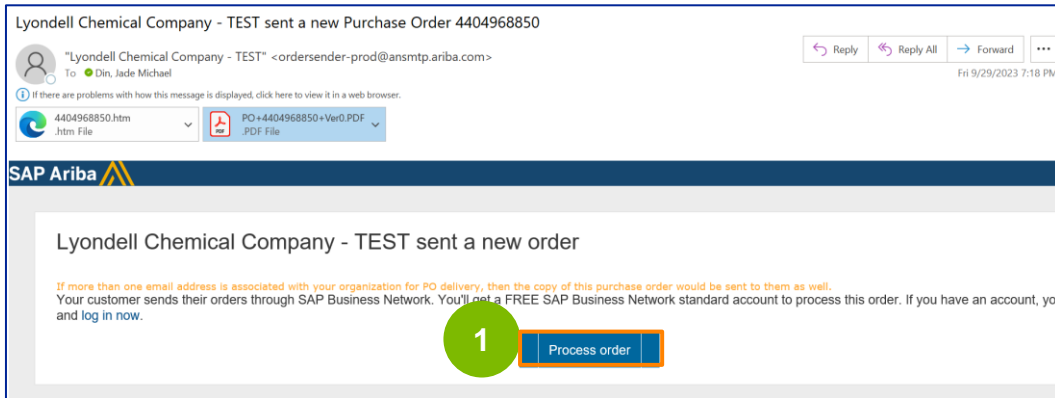 Lyondell Chemical Company - TEST sent a new Purchase Order 4404968850
"Lyondell Chemical Company - TEST" <ordersender-prod@ansmtp.ariba.com>
To Din, Jade Michael
Reply
Reply All
Forward
Fri 9/29/2023 7:18 PM
If there are problems with how this message is displayed, click here to view it in a web browser.
4404968850.htm
.htm File
PDF
PO+4404968850+Ver0.PDF
.PDF File
SAP Ariba
Lyondell Chemical Company - TEST sent a new order
If more than one email address is associated with your organization for PO delivery, then the copy of this purchase order would be sent to them as well.
Your customer sends their orders through SAP Business Network. You'll get a FREE SAP Business Network standard account to process this order. If you have an account, yo
and log in now.
1
Process order